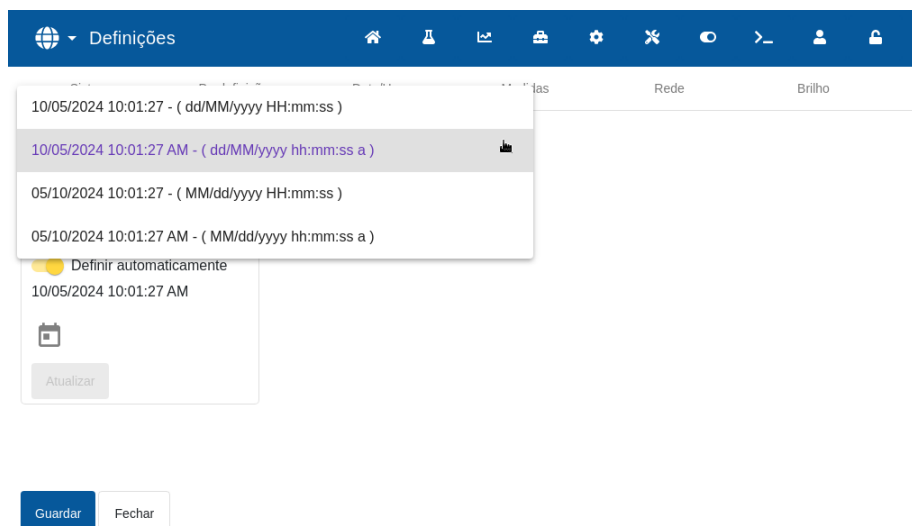 Definições
Rede
Brilho
10/05/2024 10:01:27 - ( dd/MM/yyyy HH:mm:ss )
10/05/2024 10:01:27 AM - ( dd/MM/yyyy hh:mm:ss a )
05/10/2024 10:01:27 - ( MM/dd/yyyy HH:mm:ss )
05/10/2024 10:01:27 AM - ( MM/dd/yyyy hh:mm:ss a )
Definir automaticamente
10/05/2024 10:01:27 AM
Atualizar
Guardar
Fechar